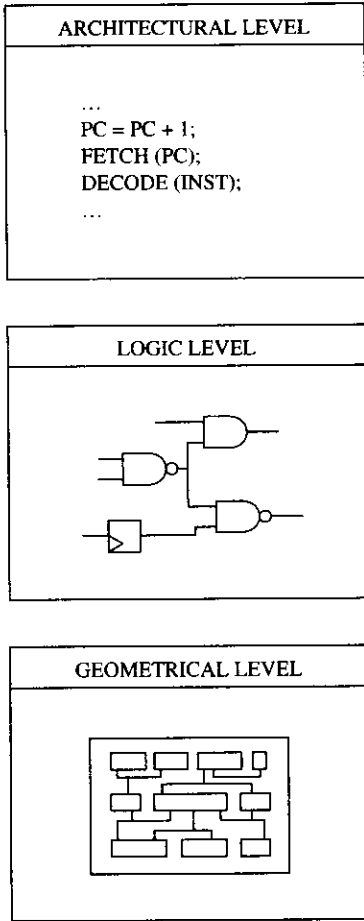 ARCHITECTURAL LEVEL
...
PC = PC + 1;
FETCH (PC);
DECODE (INST);
...
LOGIC LEVEL
GEOMETRICAL LEVEL